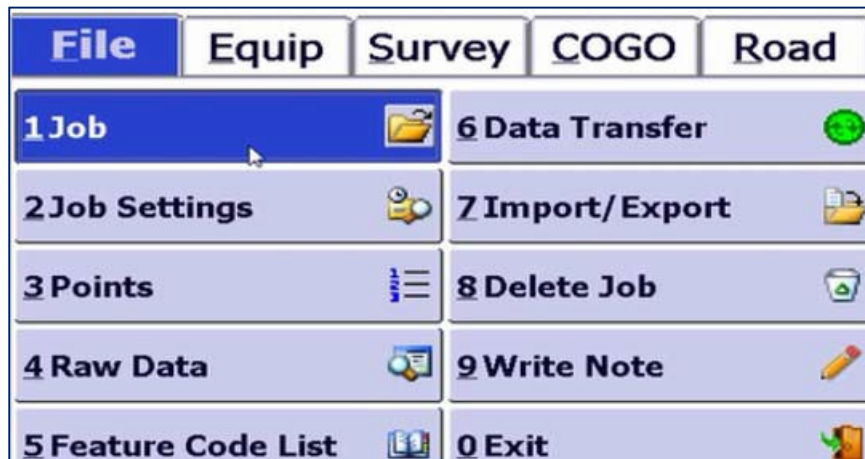 File Equip Survey COGO Road
1 Job
2 Job Settings
3 Points
4 Raw Data
5 Feature Code List
6 Data Transfer
7 Import/Export
8 Delete Job
9 Write Note
0 Exit